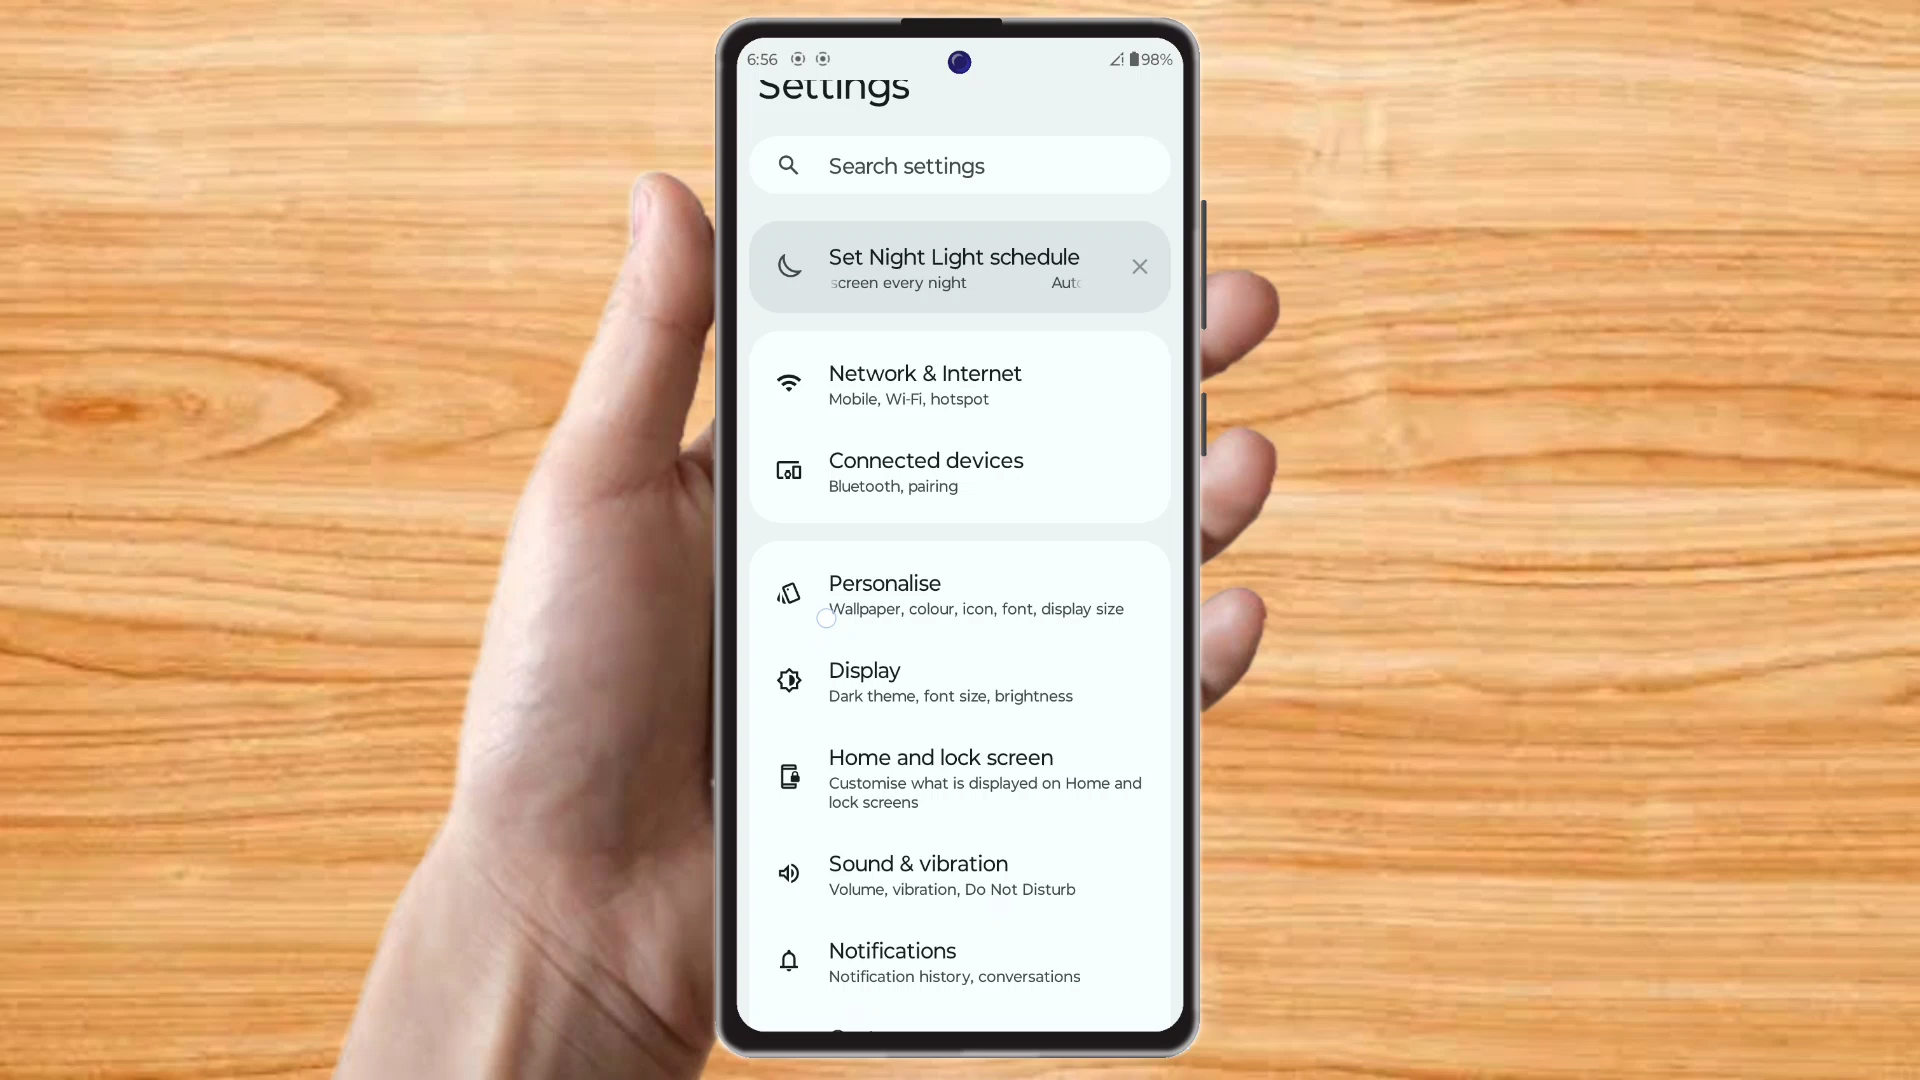 6:56
98%
Settings
Search settings
Set Night Light schedule
screen every night Aut
Network & Internet
Mobile, Wi-Fi, hotspot
Connected devices
Bluetooth, pairing
Personalise
Wallpaper, colour, icon, font, display size
Display
Dark theme, font size, brightness
Home and lock screen
Customise what is displayed on Home and
lock screens
Sound & vibration
Volume, vibration, Do Not Disturb
Notifications
Notification history, conversations